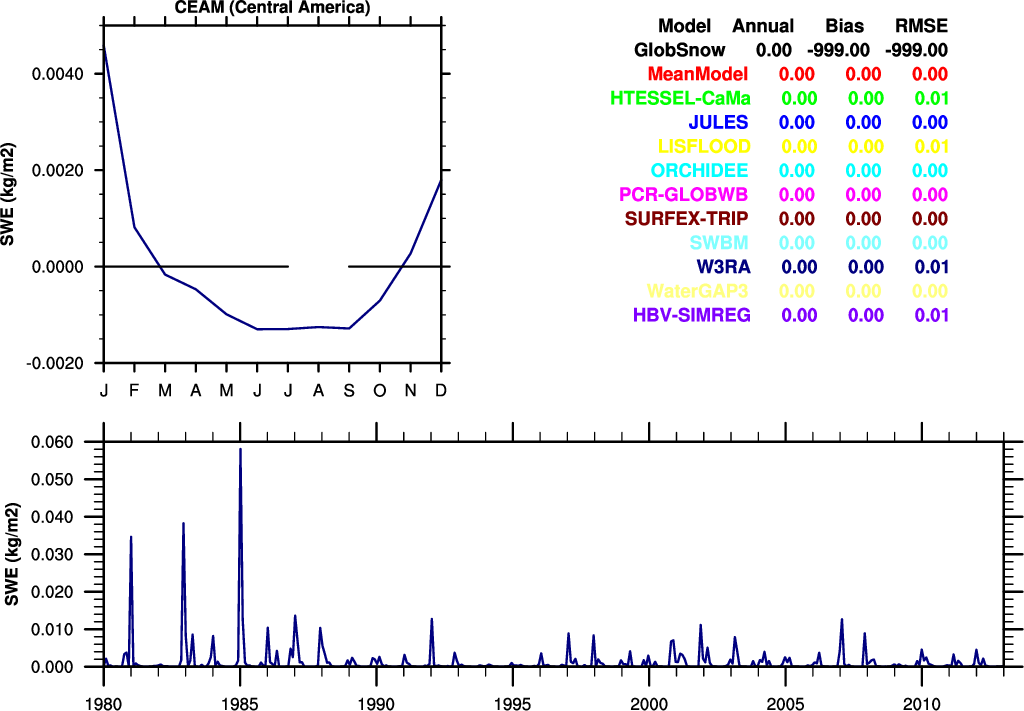 CEAM (Central America)
SWE (kg/m2)
0.0040
0.0020
0.0000
-0.0020
J F M A M J J A S O N D
Model Annual Bias RMSE
GlobSnow 0.00 -999.00 -999.00
MeanModel 0.00 0.00 0.00
HTESSEL-CaMa 0.00 0.00 0.01
JULES 0.00 0.00 0.00
LISFLOOD 0.00 0.00 0.01
ORCHIDEE 0.00 0.00 0.00
PCR-GLOBWB 0.00 0.00 0.00
SURFEX-TRIP 0.00 0.00 0.00
SWBM 0.00 0.00 0.00
W3RA 0.00 0.00 0.01
WaterGAP3 0.00 0.00 0.00
HBV-SIMREG 0.00 0.00 0.01
SWE (kg/m2)
0.060
0.050
0.040
0.030
0.020
0.010
0.000
1980 1985 1990 1995 2000 2005 2010